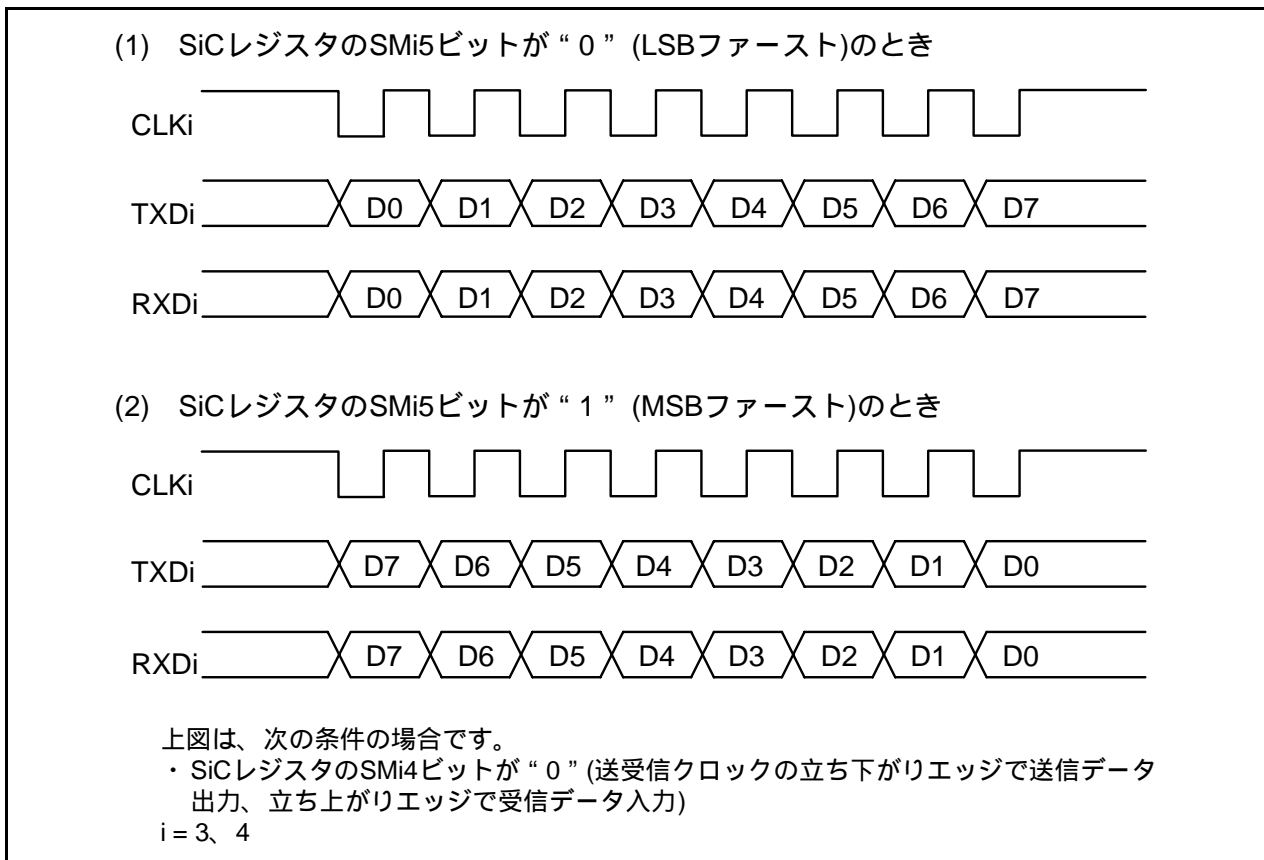 (1) SiCレジスタのSMi5ビットが“0” (LSBファースト)のとき
CLKi
TXDi D0 D1 D2 D3 D4 D5 D6 D7
RXDi D0 D1 D2 D3 D4 D5 D6 D7
(2) SiCレジスタのSMi5ビットが“1” (MSBファースト)のとき
CLKi
TXDi D7 D6 D5 D4 D3 D2 D1 D0
RXDi D7 D6 D5 D4 D3 D2 D1 D0
上図は、次の条件の場合です。
・SiCレジスタのSMi4ビットが“0”(送受信クロックの立ち下がりエッジで送信データ
出力、立ち上がりエッジで受信データ入力)
i = 3、4